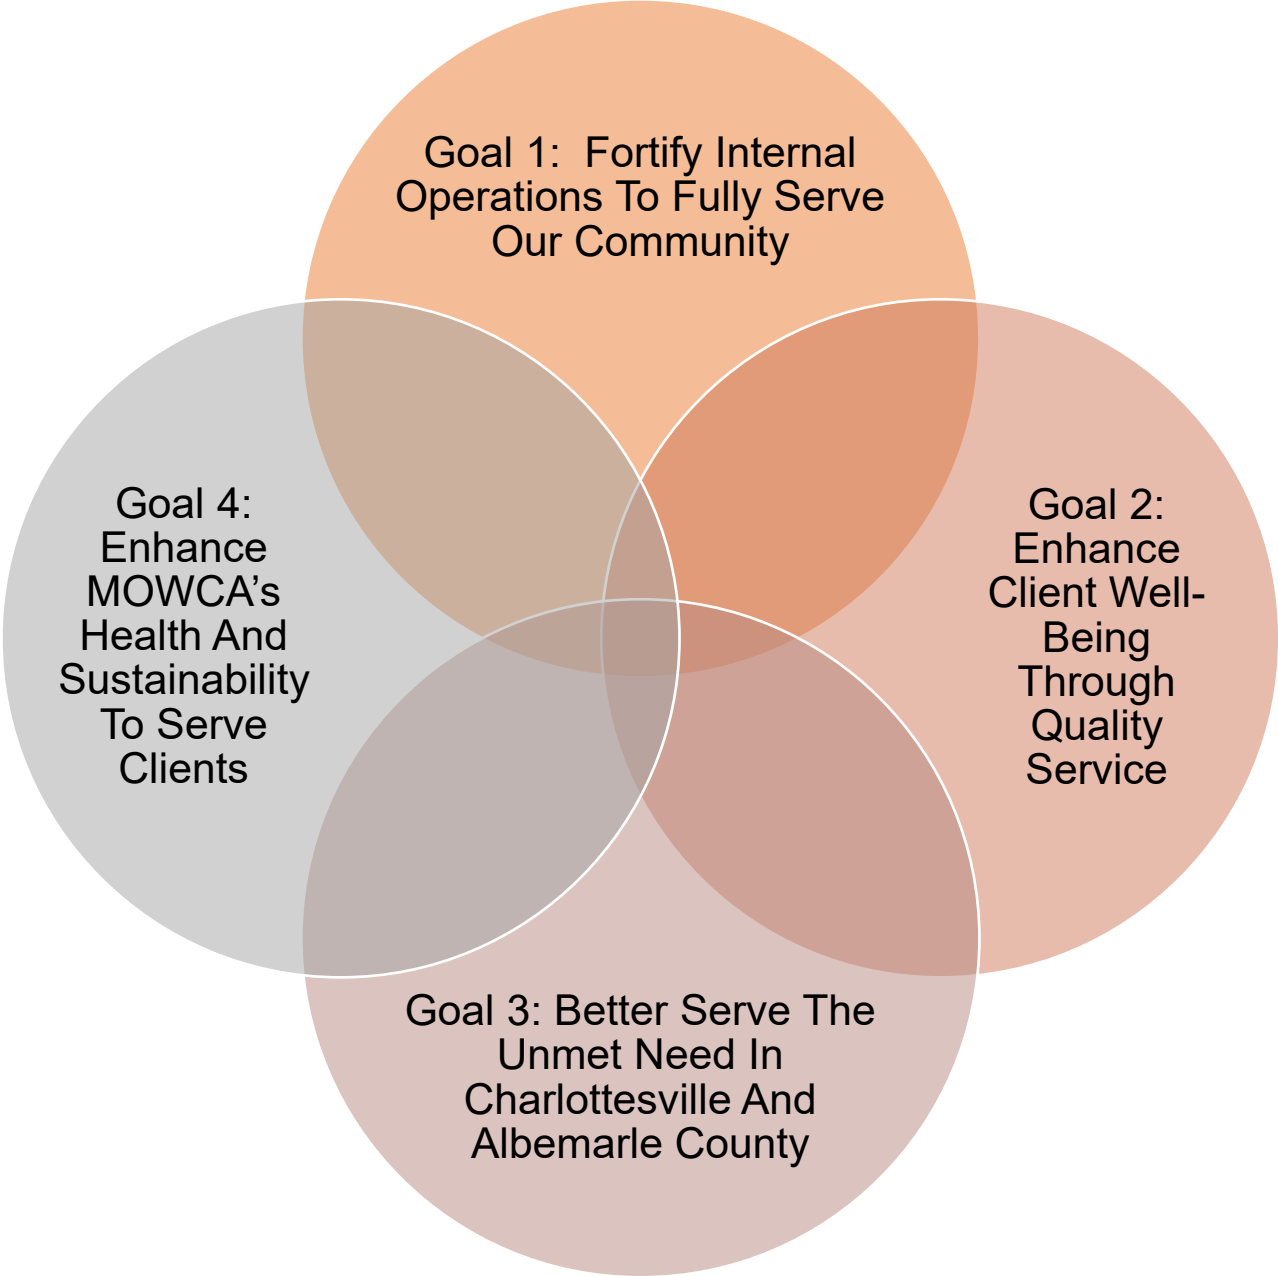 Goal 1:  Fortify Internal
Operations To Fully Serve
Our Community
Goal 2:
Enhance
Client Well-
Being
Through
Quality
Service
Goal 3: Better Serve The
Unmet Need In
Charlottesville And
Albemarle County
Goal 4:
Enhance
MOWCA’s
Health And
Sustainability
To Serve
Clients